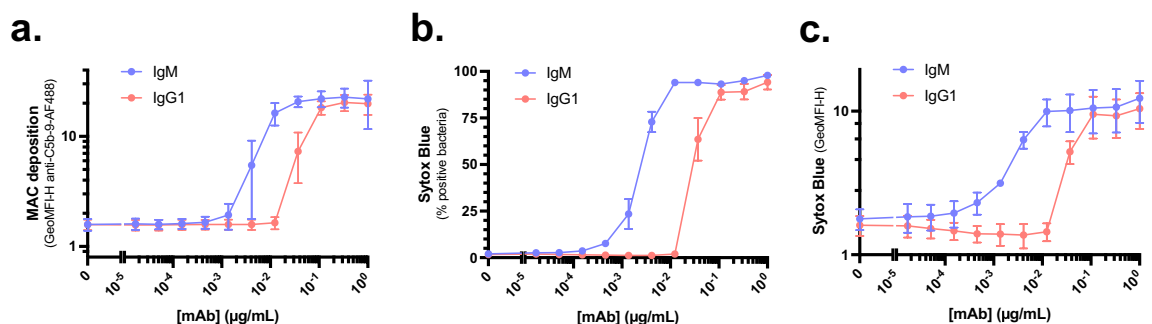 a.
IgM
IgG1
MAC deposition
(GeoMFI-H anti-C5b-9-AF488)
10
1
0
10⁻⁵
10⁻⁴
10⁻³
10⁻²
10⁻¹
10⁰
[mAb] (µg/mL)
b.
IgM
IgG1
Sytox Blue
(% positive bacteria)
100
75
50
25
0
0
10⁻⁵
10⁻⁴
10⁻³
10⁻²
10⁻¹
10⁰
[mAb] (µg/mL)
c.
IgM
IgG1
Sytox Blue (GeoMFI-H)
10
1
0
10⁻⁵
10⁻⁴
10⁻³
10⁻²
10⁻¹
10⁰
[mAb] (µg/mL)